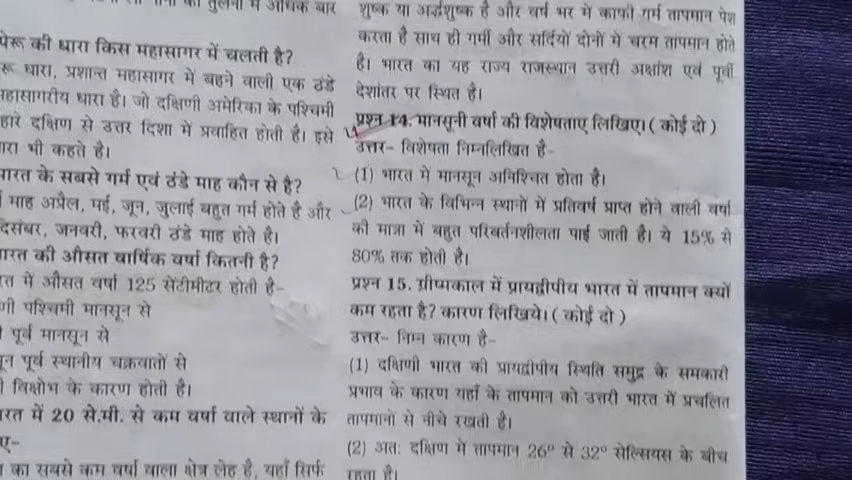 की तुलना में अधिक बार
पेरू की धारा किस महासागर में चलती है?
रू धारा, प्रशान्त महासागर में बहने वाली एक ठंडे
महासागरीय धारा है। जो दक्षिणी अमेरिका के पश्चिमी
हारे दक्षिण से उत्तर दिशा में प्रवाहित होती है। इसे
ारा भी कहते है।
भारत के सबसे गर्म एवं ठंडे माह कौन से है?
माह अप्रैल, मई, जून, जुलाई बहुत गर्म होते है और
दिसंबर, जनवरी, फरवरी ठंडे माह होते है।
भारत की औसत वार्षिक वर्षा कितनी है?
रत में औसत वर्षा 125 सेंटीमीटर होती है-
णी पश्चिमी मानसून से
पूर्व मानसून से
सून पूर्व स्थानीय चक्रवातों से
विक्षोभ के कारण होती है।
रत में 20 से.मी. से कम वर्षा वाले स्थानों के
ए-
का सबसे कम वर्षा वाला क्षेत्र लेह है, यहाँ सिर्फ
शुष्क या अर्द्धशुष्क है और वर्ष भर में काफी गर्म तापमान पेश
करता है साथ ही गर्मी और सर्दियों दोनों में चरम तापमान होते
है। भारत का यह राज्य राजस्थान उत्तरी अक्षांश एवं पूर्वी
देशांतर पर स्थित है।
प्रश्न 14. मानसूनी वर्षा की विशेषताए लिखिए। ( कोई दो )
उत्तर- विशेषता निम्नलिखित है-
(1) भारत में मानसून अनिश्चित होता है।
(2) भारत के विभिन्न स्थानों में प्रतिवर्ष प्राप्त होने वाली वर्षा
की मात्रा में बहुत परिवर्तनशीलता पाई जाती है। ये 15% से
80% तक होती है।
प्रश्न 15. ग्रीष्मकाल में प्रायद्वीपीय भारत में तापमान क्यों
कम रहता है? कारण लिखिये। ( कोई दो )
उत्तर- निम्न कारण है-
(1) दक्षिणी भारत की प्रायद्वीपीय स्थिति समुद्र के समकारी
प्रभाव के कारण यहाँ के तापमान को उत्तरी भारत में प्रचलित
तापमानों से नीचे रखती है।
(2) अतः दक्षिण में तापमान 26° से 32° सेल्सियस के बीच
रहता है।